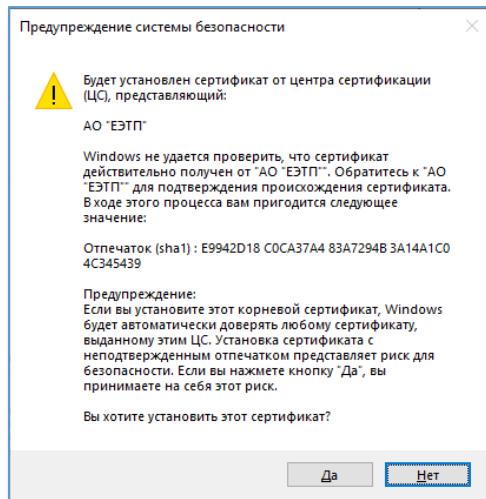 Предупреждение системы безопасности
Будет установлен сертификат от центра сертификации
(ЦС), представляющий:
АО "ЕЭТП"
Windows не удается проверить, что сертификат
действительно получен от "АО "ЕЭТП"". Обратитесь к "АО
"ЕЭТП"" для подтверждения происхождения сертификата.
В ходе этого процесса вам пригодится следующее
значение:
Отпечаток (sha1) : E9942D18 C0CA37A4 83A7294B 3A14A1C0
4C345439
Предупреждение:
Если вы установите этот корневой сертификат, Windows
будет автоматически доверять любому сертификату,
выданному этим ЦС. Установка сертификата с
неподтвержденным отпечатком представляет риск для
безопасности. Если вы нажмете кнопку "Да", вы
принимаете на себя этот риск.
Вы хотите установить этот сертификат?
Да Нет